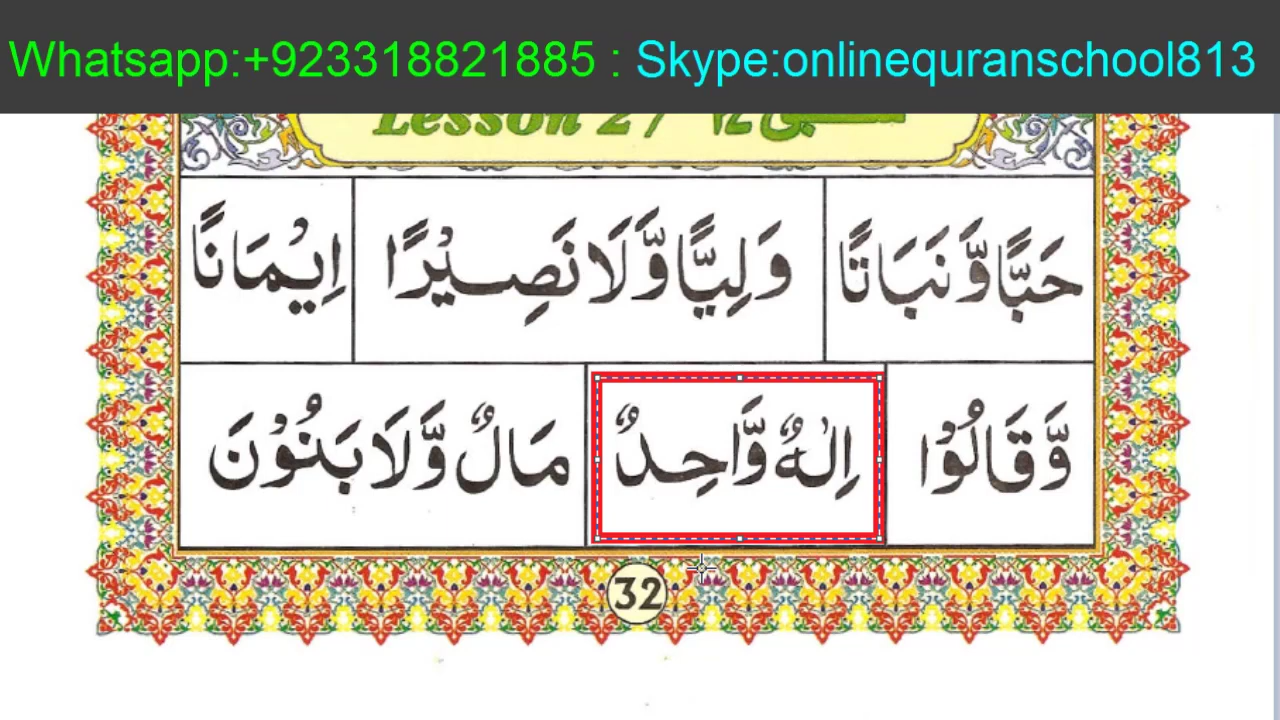 Whatsapp:+923318821885 : Skype:onlinequranschool813
Lesson 27
حَبًّا وَّنَبَاتًا وَلِيًّا وَّلَا نَصِيْرًا اِيْمَانًا
وَّقَالُوْا اِلٰهٌ وَّاحِدٌ مَالٌ وَّلَا بَنُوْنَ
32